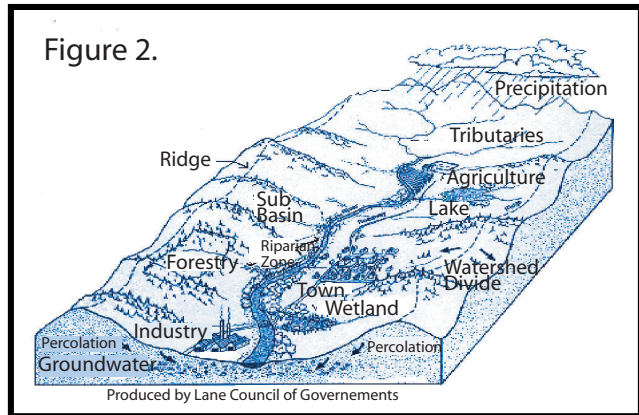 Figure 2.
Precipitation
Tributaries
Ridge
Agriculture
Sub
Basin
Lake
Riparian
Zone
Forestry
Watershed
Divide
Town
Wetland
Industry
Percolation
Percolation
Groundwater
Produced by Lane Council of Governements